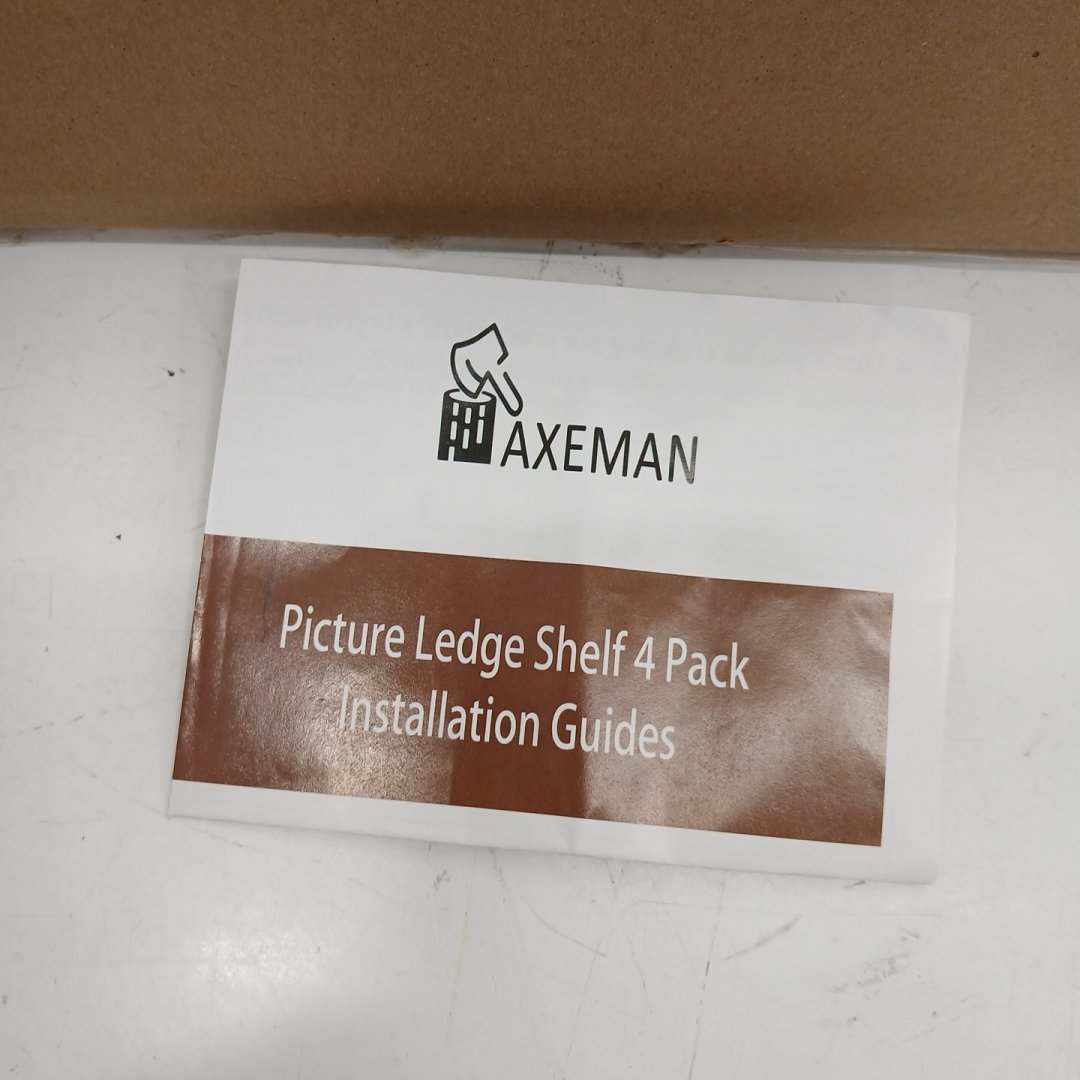 AXEMAN
Picture Ledge Shelf 4 Pack
Installation Guides